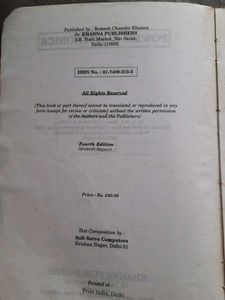 Published by : Romesh Chander Khanna
for KHANNA PUBLISHERS
2-B, Nath Market, Nai Sarak,
Delhi-110006
ISBN No. : 81-7409-215-3
All Rights Reserved
(This book or part thereof cannot be translated or reproduced in any
form (except for review or criticism) without the written permission
of the Authors and the Publishers)
Fourth Edition
Seventh Reprint :
Price : Rs. 240.00
Text Composition by :
Soft Serve Computers
Krishna Nagar, Delhi-51
Printed at :
Print India, Delhi